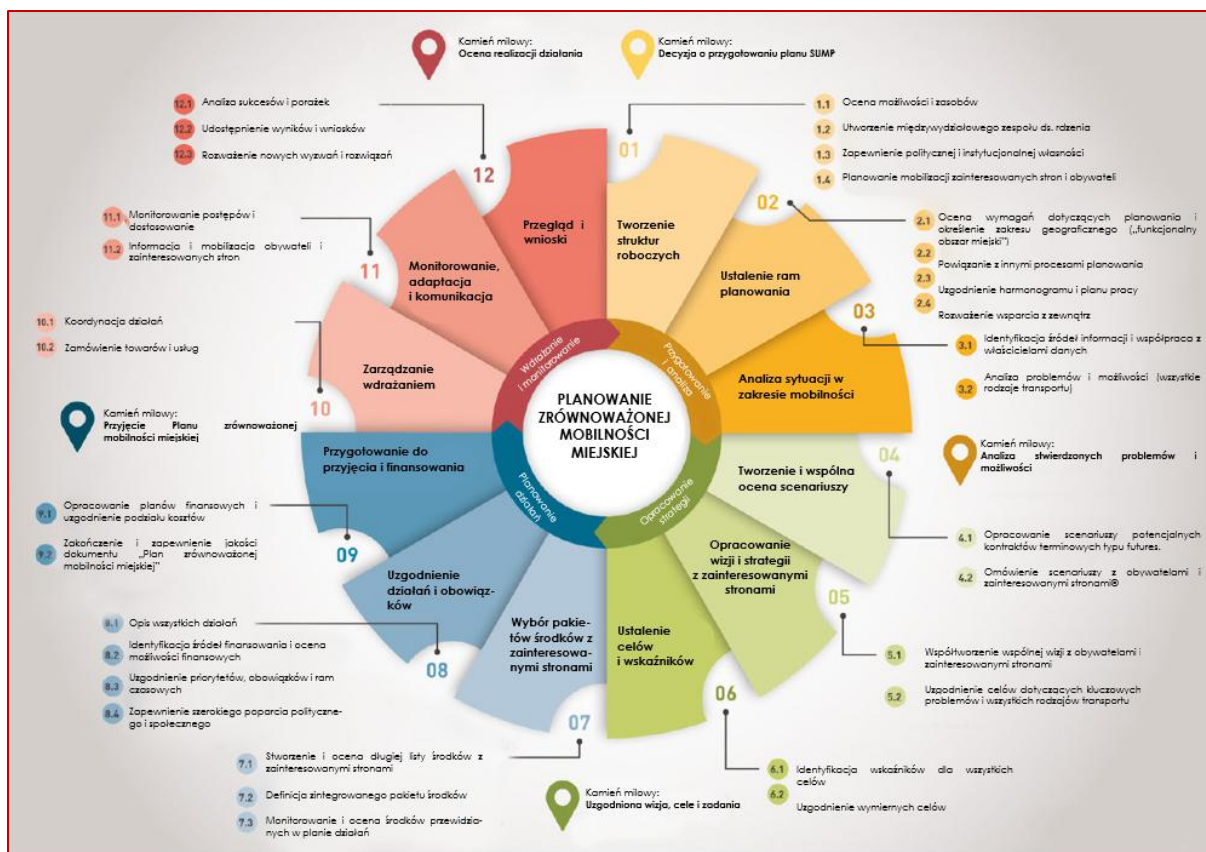 Kamień milowy:
Ocena realizacji działania
Kamień milowy:
Decyzja o przygotowaniu planu SUMP
12.1 Analiza sukcesów i porażek
12.2 Udostępnienie wyników i wniosków
12.3 Rozważenie nowych wyzwań i rozwiązań
1.1 Ocena możliwości i zasobów
1.2 Utworzenie międzywydziałowego zespołu ds. rdzenia
1.3 Zapewnienie politycznej i instytucjonalnej własności
1.4 Planowanie mobilizacji zainteresowanych stron i obywateli
12
Przegląd i
wnioski
01
Tworzenie
struktur
roboczych
11.1 Monitorowanie postępów i
dostosowanie
11.2 Informacja i mobilizacja obywateli i
zainteresowanych stron
11
Monitorowanie,
adaptacja
i komunikacja
02
Ustalenie ram
planowania
2.1 Ocena wymagań dotyczących planowania i
określenie zakresu geograficznego („funkcjonalny
obszar miejski")
2.2
Powiązanie z innymi procesami planowania
2.3
Uzgodnienie harmonogramu i planu pracy
2.4
Rozważenie wsparcia z zewnątrz
10.1 Koordynacja działań
10.2 Zamówienie towarów i usług
Zarządzanie
wdrażaniem
10
03
Analiza sytuacji w
zakresie mobilności
3.1 Identyfikacja źródeł informacji i współpraca z
właścicielami danych
3.2 Analiza problemów i możliwości (wszystkie
rodzaje transportu)
Wdrażanie
i monitorowanie
Przygotowanie
i analiza
PLANOWANIE
ZRÓWNOWAŻONEJ
MOBILNOŚCI
MIEJSKIEJ
Planowanie
działań
Opracowanie
strategii
Kamień milowy:
Przyjęcie Planu zrównoważonej
mobilności miejskiej
Kamień milowy:
Analiza stwierdzonych problemów i
możliwości
Przygotowanie do
przyjęcia i finansowania
09
04
Tworzenie i wspólna
ocena scenariuszy
9.1 Opracowanie planów finansowych i
uzgodnienie podziału kosztów
9.2 Zakończenie i zapewnienie jakości
dokumentu „Plan zrównoważonej
mobilności miejskiej"
4.1 Opracowanie scenariuszy potencjalnych
kontraktów terminowych typu futures.
4.2 Omówienie scenariuszy z obywatelami i
zainteresowanymi stronami®
Uzgodnienie
działań i obowiąz-
ków
08
Opracowanie
wizji i strategii
z zainteresowanymi
stronami
05
8.1 Opis wszystkich działań
8.2 Identyfikacja źródeł finansowania i ocena
możliwości finansowych
8.3 Uzgodnienie priorytetów, obowiązków i ram
czasowych
8.4 Zapewnienie szerokiego poparcia polityczne-
go i społecznego
5.1 Współtworzenie wspólnej wizji z obywatelami i
zainteresowanymi stronami
5.2 Uzgodnienie celów dotyczących kluczowych
problemów i wszystkich rodzajów transportu
Wybór pakie-
tów środków z
zainteresow-
anymi stronami
07
Ustalenie
celów
i wskaźników
06
7.1 Stworzenie i ocena długiej listy środków z
zainteresowanymi stronami
7.2 Definicja zintegrowanego pakietu środków
7.3 Monitorowanie i ocena środków przewidzia-
nych w planie działań
Kamień milowy:
Uzgodniona wizja, cele i zadania
6.1 Identyfikacja wskaźników dla wszystkich
celów
6.2
Uzgodnienie wymiernych celów